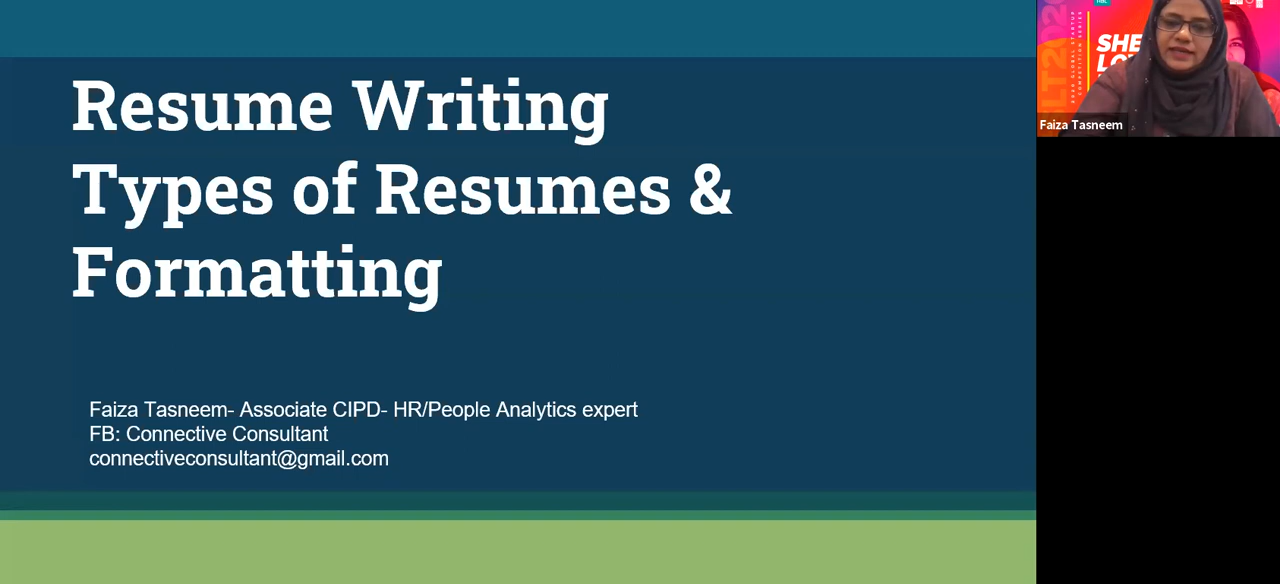 Resume Writing
Types of Resumes &
Formatting
Faiza Tasneem- Associate CIPD- HR/People Analytics expert
FB: Connective Consultant
connectiveconsultant@gmail.com
SHE
Faiza Tasneem